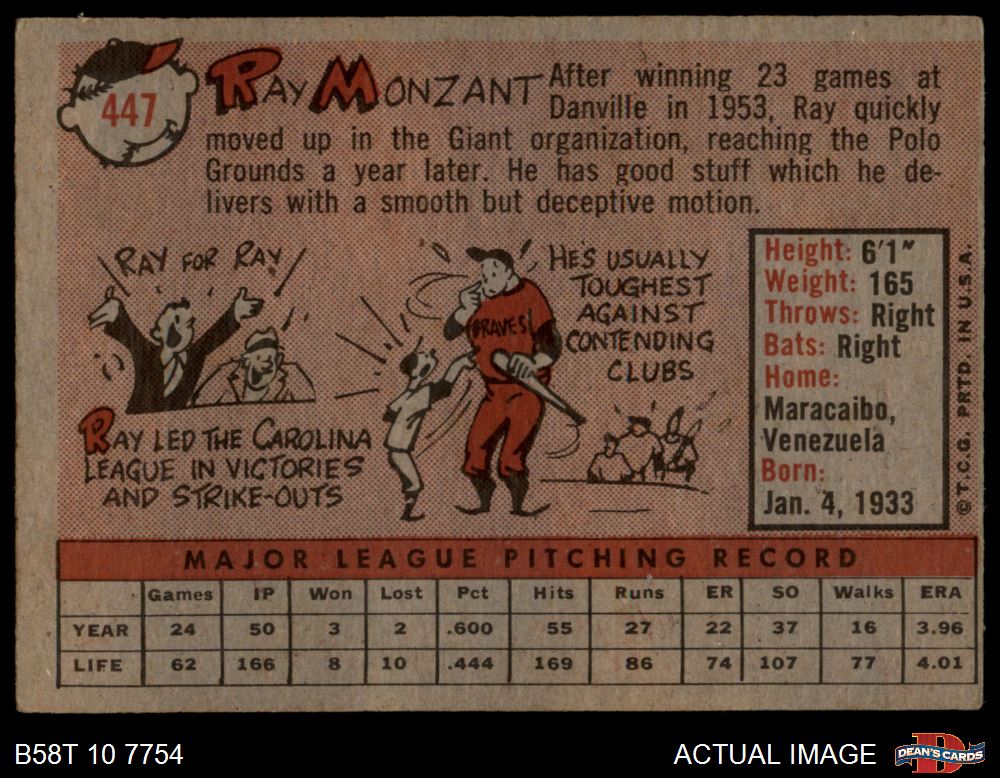 447
RAY MONZANT After winning 23 games at
Danville in 1953, Ray quickly
moved up in the Giant organization, reaching the Polo
Grounds a year later. He has good stuff which he de-
livers with a smooth but deceptive motion.
RAY FOR RAY
RAY LED THE CAROLINA
LEAGUE IN VICTORIES
AND STRIKE-OUTS
BRAVES
HE'S USUALLY
TOUGHEST
AGAINST
CONTENDING
CLUBS
Height: 6'1"
Weight: 165
Throws: Right
Bats: Right
Home:
Maracaibo,
Venezuela
Born:
Jan. 4, 1933
© T.C.G. PRTD. IN U.S.A.
MAJOR LEAGUE PITCHING RECORD
Games IP Won Lost Pct Hits Runs ER SO Walks ERA
YEAR 24 50 3 2 .600 55 27 22 37 16 3.96
LIFE 62 166 8 10 .444 169 86 74 107 77 4.01
B58T 10 7754
ACTUAL IMAGE
DEAN'S CARDS